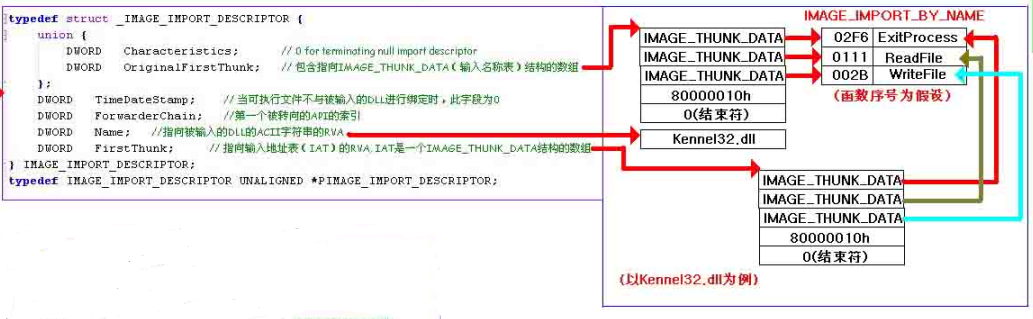 typedef struct _IMAGE_IMPORT_DESCRIPTOR {
union {
DWORD Characteristics; // 0 for terminating null import descriptor
DWORD OriginalFirstThunk; // 包含指向IMAGE_THUNK_DATA（输入名称表）结构的数组
};
DWORD TimeDateStamp; // 当可执行文件不与被输入的DLL进行绑定时，此字段为0
DWORD ForwarderChain; //第一个被转向的API的索引
DWORD Name; //指向被输入的DLL的ACII字符串的RVA
DWORD FirstThunk; // 指向输入地址表（IAT）的RVA,IAT是一个IMAGE_THUNK_DATA结构的数组
} IMAGE_IMPORT_DESCRIPTOR;
typedef IMAGE_IMPORT_DESCRIPTOR UNALIGNED *PIMAGE_IMPORT_DESCRIPTOR;
IMAGE_IMPORT_BY_NAME
IMAGE_THUNK_DATA
IMAGE_THUNK_DATA
IMAGE_THUNK_DATA
80000010h
0(结束符)
02F6 ExitProcess
0111 ReadFile
002B WriteFile
(函数序号为假设)
Kennel32.dll
IMAGE_THUNK_DATA
IMAGE_THUNK_DATA
IMAGE_THUNK_DATA
80000010h
0(结束符)
(以Kennel32.dll为例)